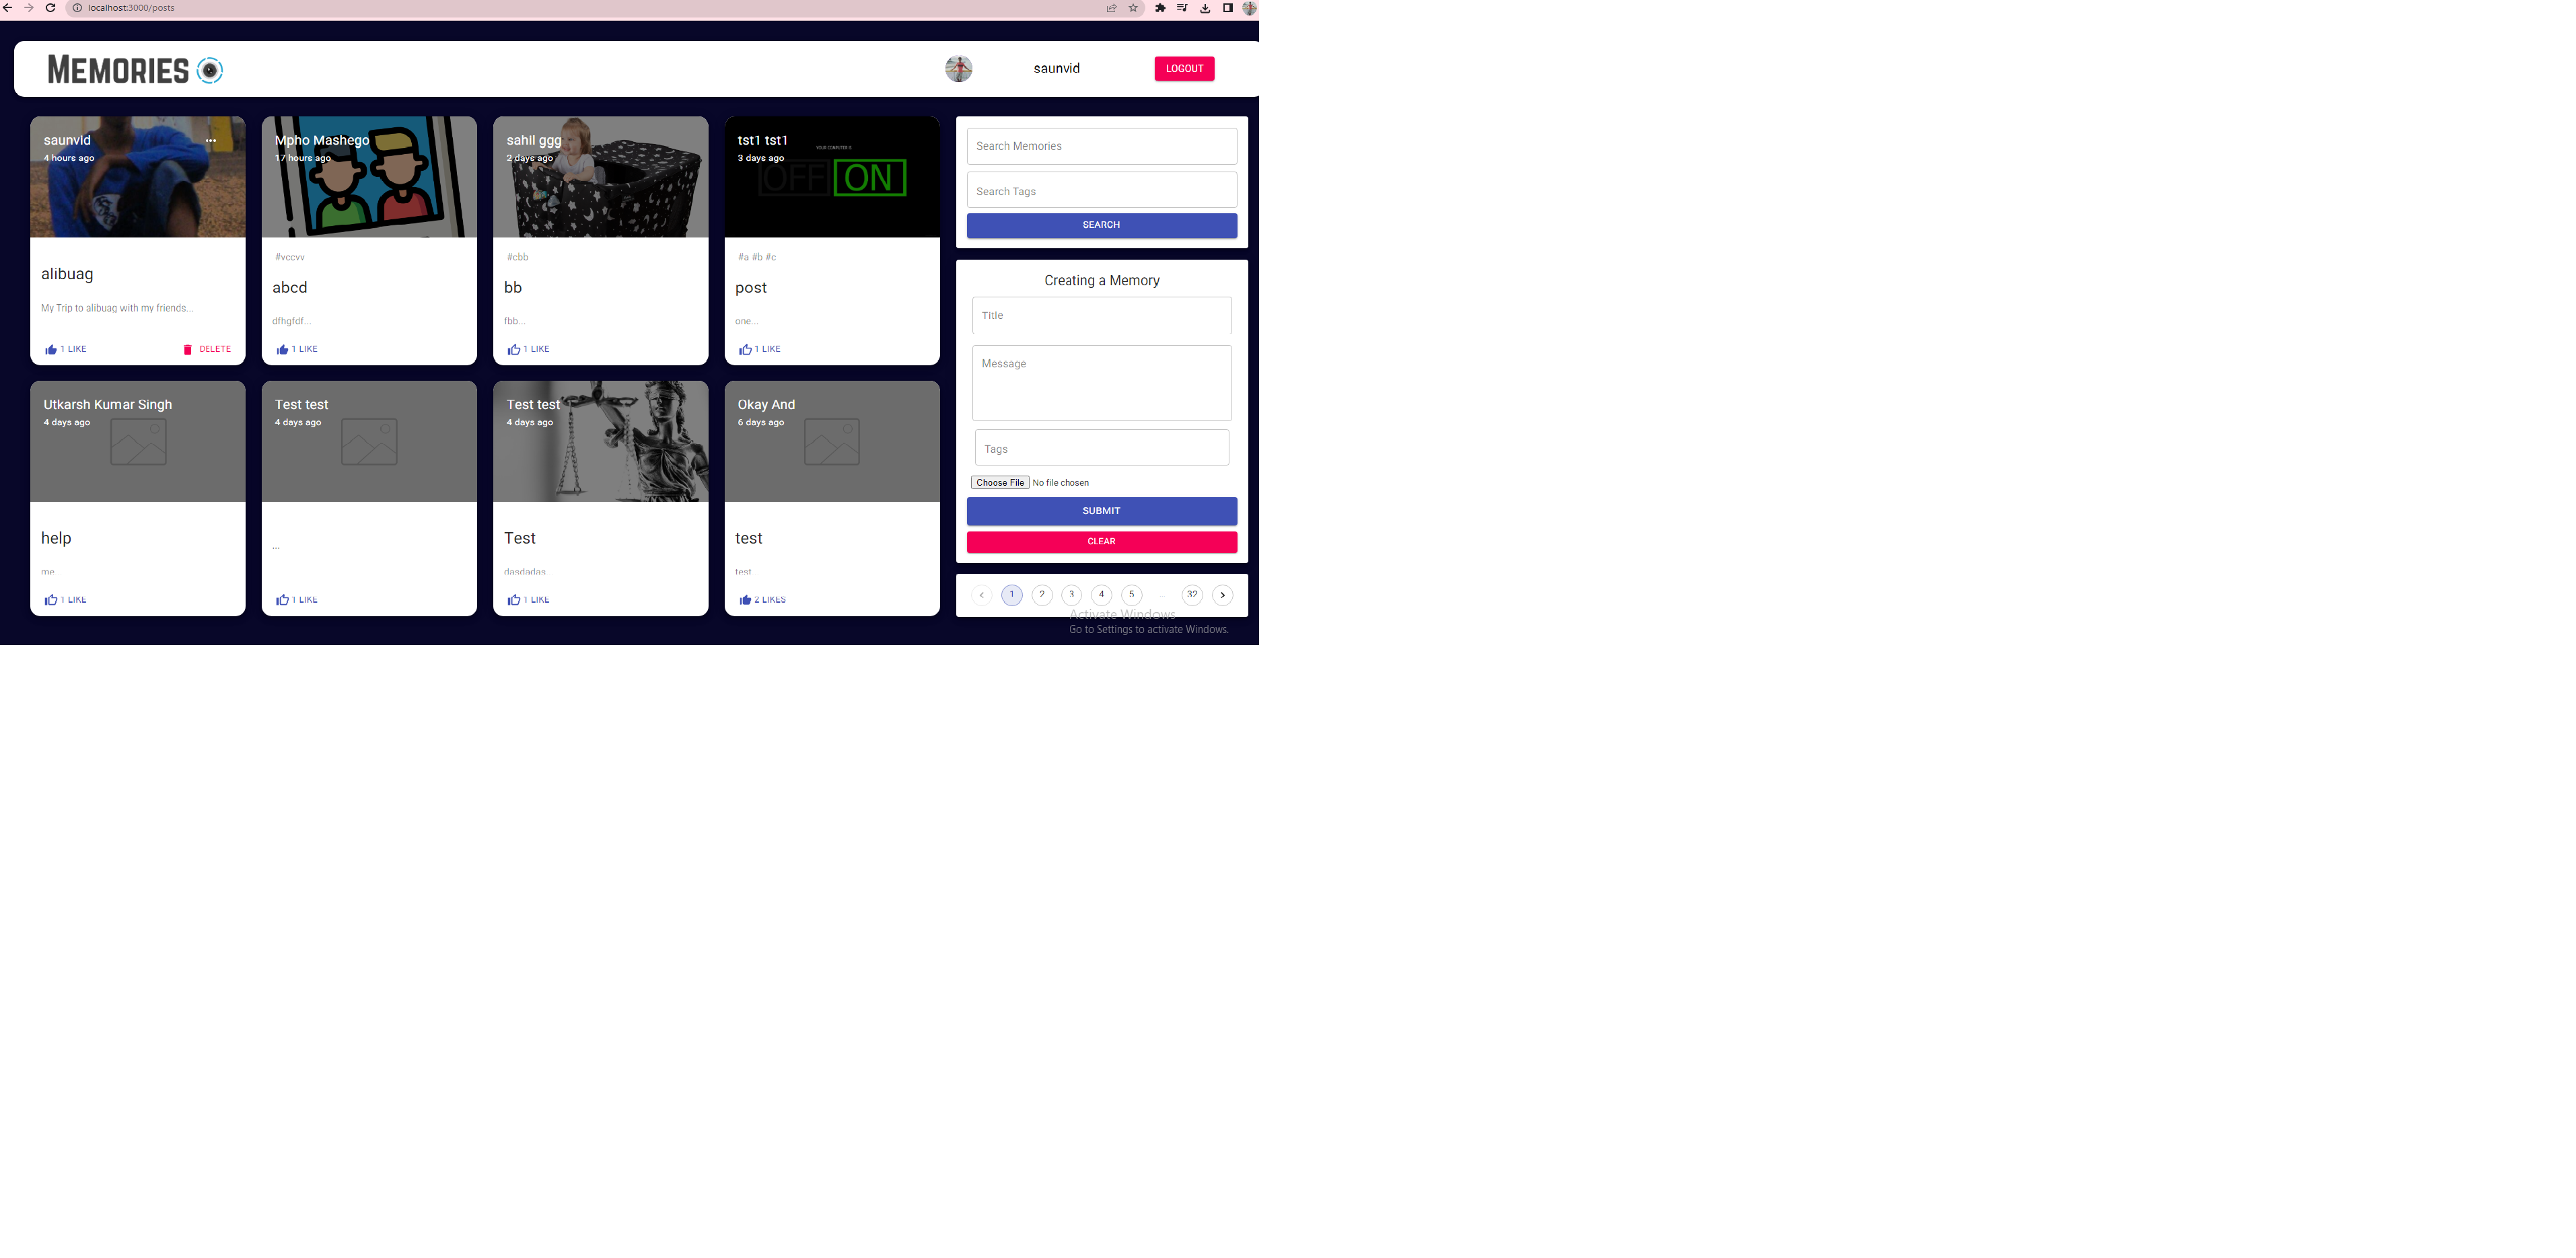 localhost:3000/posts
MEMORIES
saunvid
LOGOUT
saunvid
4 hours ago
alibuag
My Trip to alibuag with my friends...
1 LIKE
DELETE
Mpho Mashego
17 hours ago
#vccvv
abcd
dfhgfdf...
1 LIKE
sahil ggg
2 days ago
#cbb
bb
fbb...
1 LIKE
tst1 tst1
3 days ago
YOUR COMPUTER IS
OFF ON
#a #b #c
post
one...
1 LIKE
Utkarsh Kumar Singh
4 days ago
help
me
1 LIKE
Test test
4 days ago
...
1 LIKE
Test test
4 days ago
Test
dasdadas
1 LIKE
Okay And
6 days ago
test
test...
2 LIKES
Search Memories
Search Tags
SEARCH
Creating a Memory
Title
Message
Tags
Choose File No file chosen
SUBMIT
CLEAR
1 2 3 4 5 ... 32
Activate Windows
Go to Settings to activate Windows.